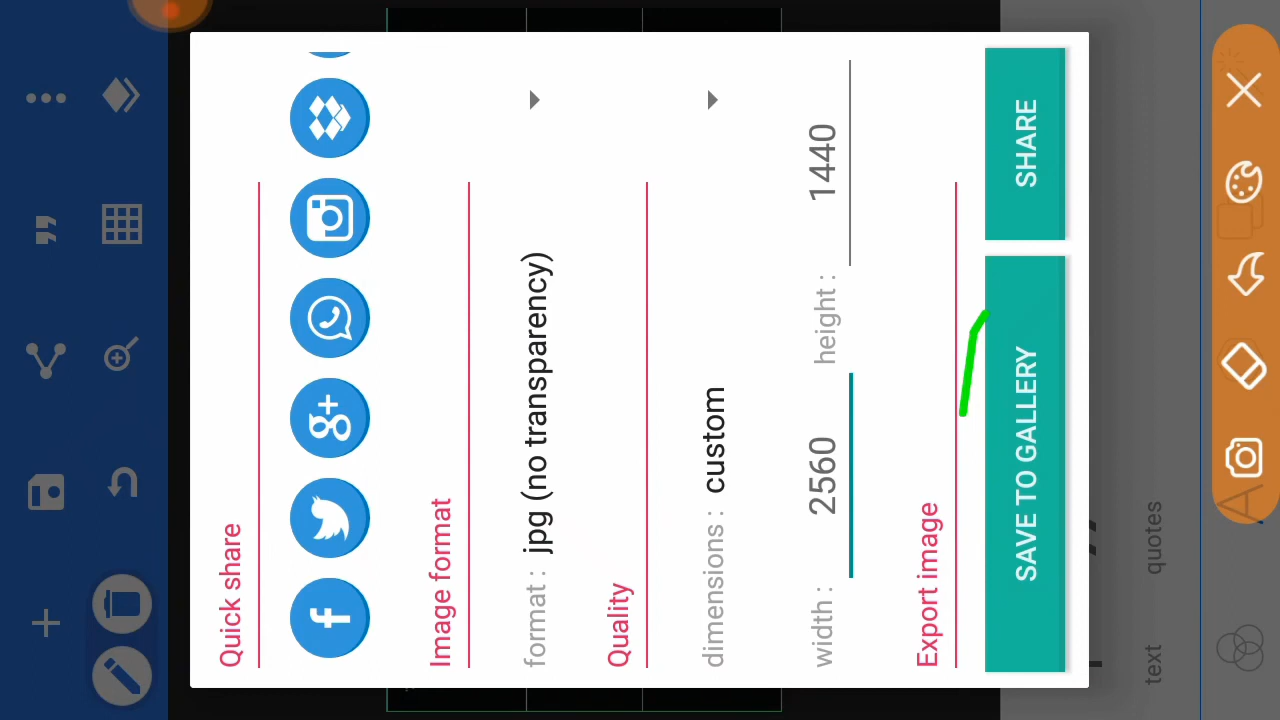 Quick share
Image format
format : jpg (no transparency)
Quality
dimensions : custom
width : 2560 height : 1440
Export image
SAVE TO GALLERY SHARE
text quotes